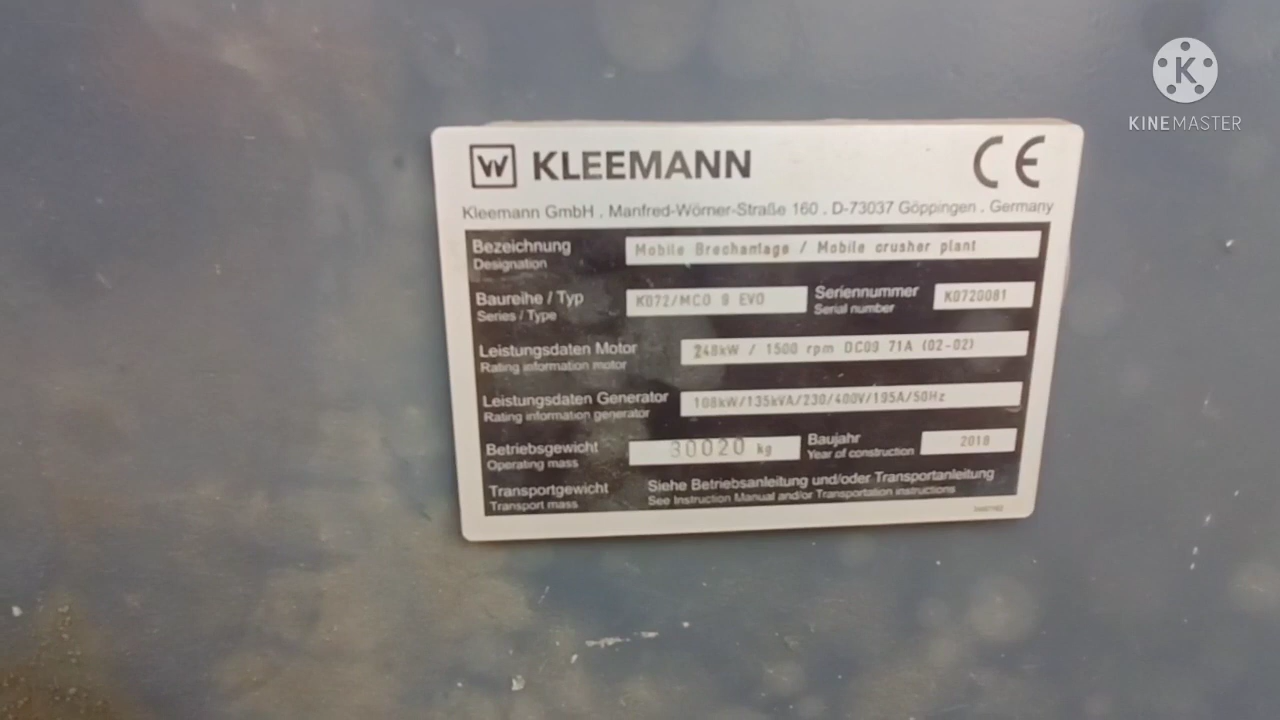 KINEMASTER
KLEEMANN CE
Kleemann GmbH . Manfred-Wörner-Straße 160 . D-73037 Göppingen . Germany
Bezeichnung Mobile Brechanlage / Mobile crusher plant
Designation
Baureihe / Typ K072/MCO 9 EVO Seriennummer K0720081
Series / Type Serial number
Leistungsdaten Motor 248kW / 1500 rpm DC09 71A (02-02)
Rating information motor
Leistungsdaten Generator 108kW/135kVA/230/400V/195A/50Hz
Rating information generator
Betriebsgewicht 30020 kg Baujahr 2018
Operating mass Year of construction
Transportgewicht Siehe Betriebsanleitung und/oder Transportanleitung
Transport mass See Instruction Manual and/or Transportation instructions